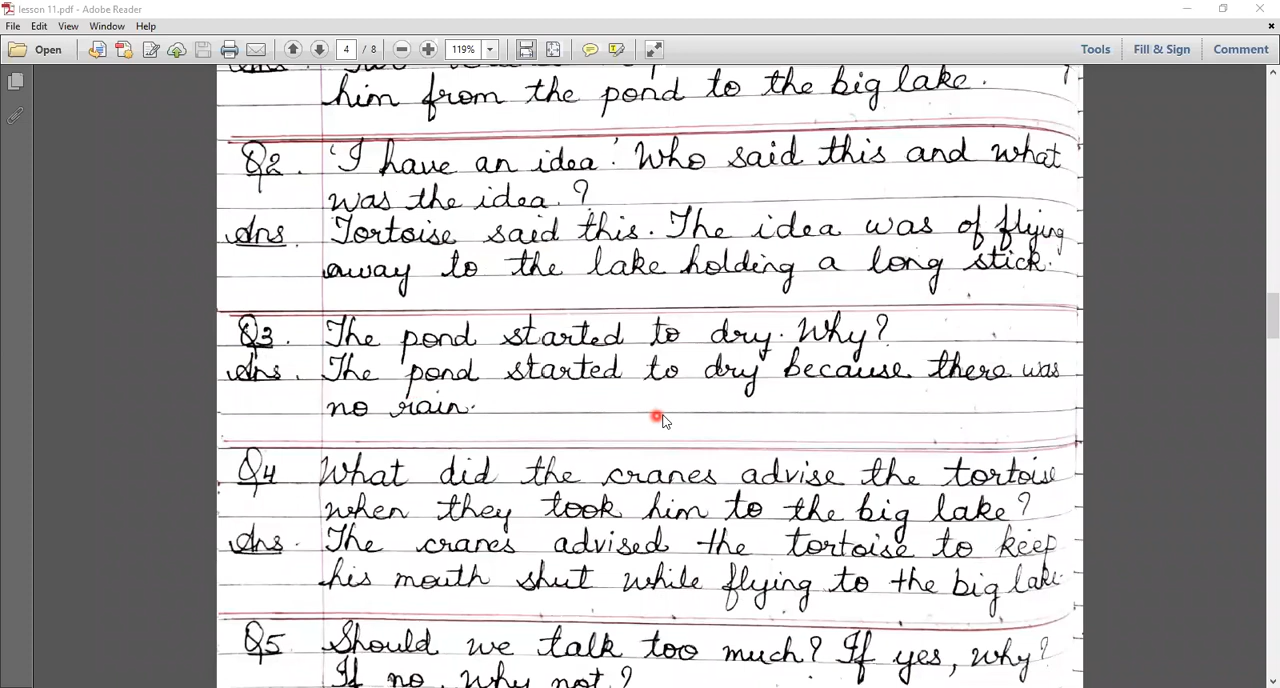 lesson 11.pdf - Adobe Reader
File Edit View Window Help
Open 4 / 8 119% Tools Fill & Sign Comment
him from the pond to the big lake.
Q2. 'I have an idea.' Who said this and what
was the idea.?
Ans. Tortoise said this. The idea was of flying
away to the lake holding a long stick.
Q3. The pond started to dry. Why?
Ans. The pond started to dry because there was
no rain.
Q4 What did the cranes advise the tortoise
when they took him to the big lake?
Ans. The cranes advised the tortoise to keep
his mouth shut while flying to the big lake.
Q5 Should we talk too much? If yes, why?
If no, why not?